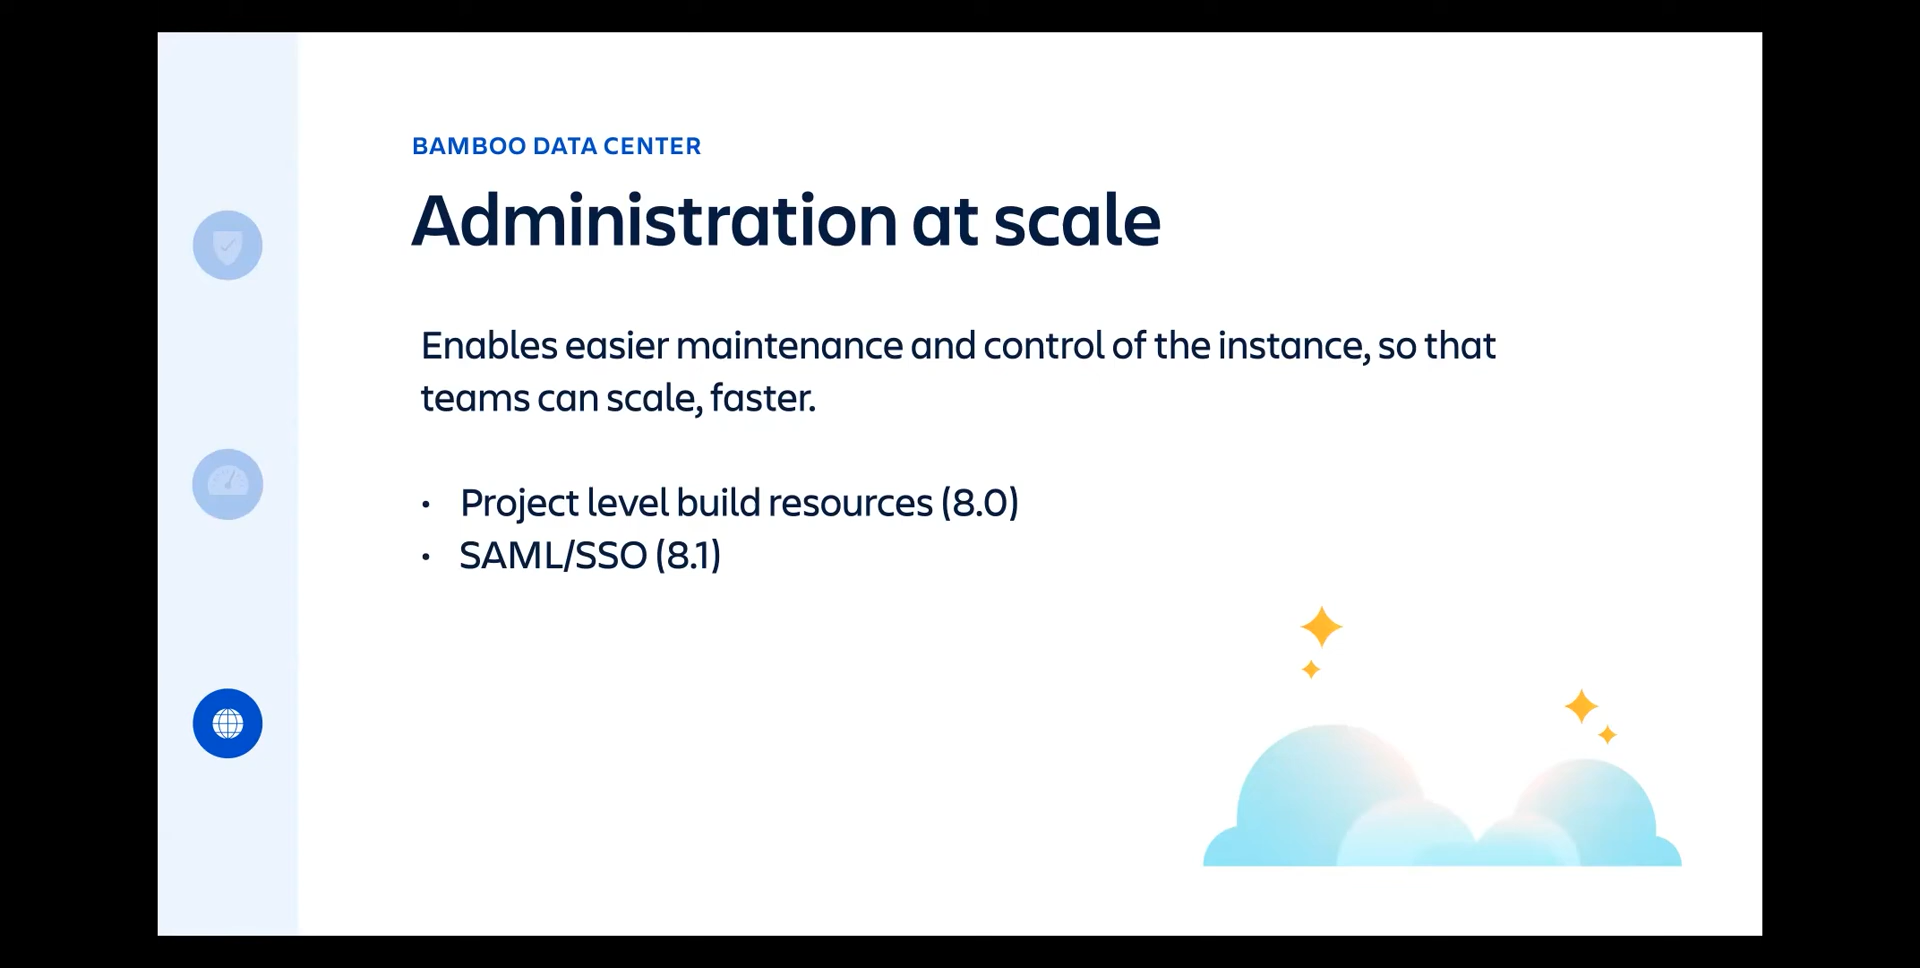 BAMBOO DATA CENTER
Administration at scale
Enables easier maintenance and control of the instance, so that
teams can scale, faster.
• Project level build resources (8.0)
• SAML/SSO (8.1)